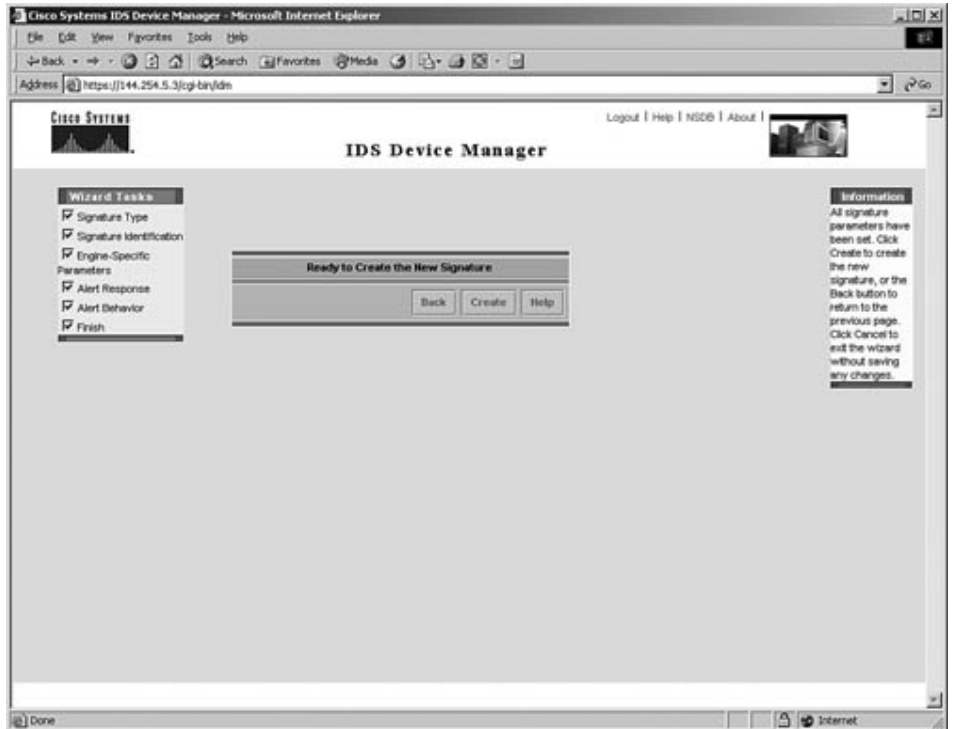 Cisco Systems IDS Device Manager - Microsoft Internet Explorer
File Edit View Favorites Tools Help
Back Search Favorites Media
Address https://144.254.5.3/cgi-bin/idm Go
CISCO SYSTEMS
Logout | Help | NSDB | About |
IDS Device Manager
Wizard Tasks
Signature Type
Signature Identification
Engine-Specific
Parameters
Alert Response
Alert Behavior
Finish
Ready to Create the New Signature
Back Create Help
Information
All signature
parameters have
been set. Click
Create to create
the new
signature, or the
Back button to
return to the
previous page.
Click Cancel to
exit the wizard
without saving
any changes.
Done Internet